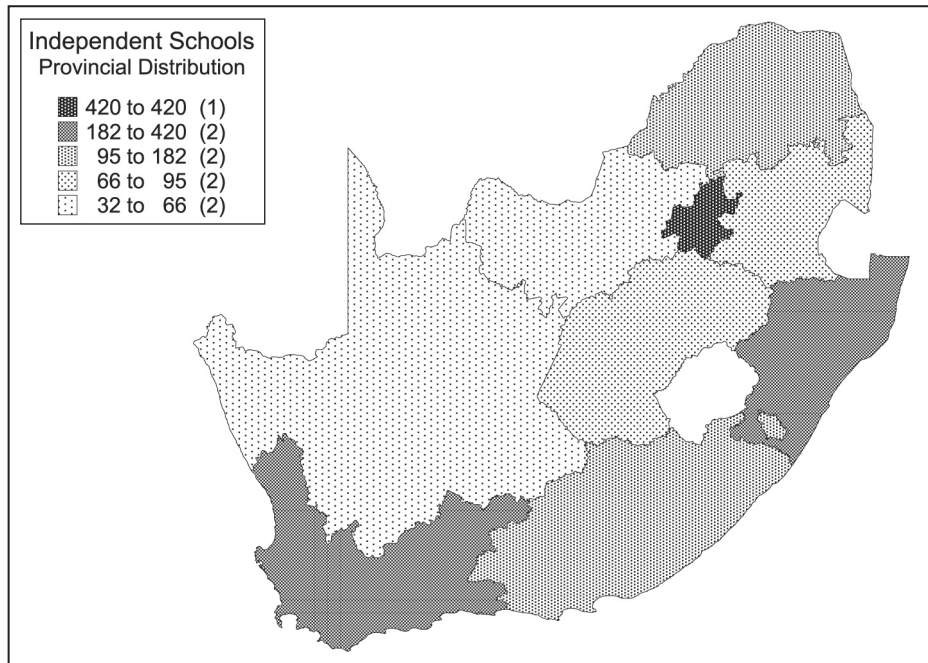 Independent Schools
Provincial Distribution
420 to 420 (1)
182 to 420 (2)
95 to 182 (2)
66 to 95 (2)
32 to 66 (2)